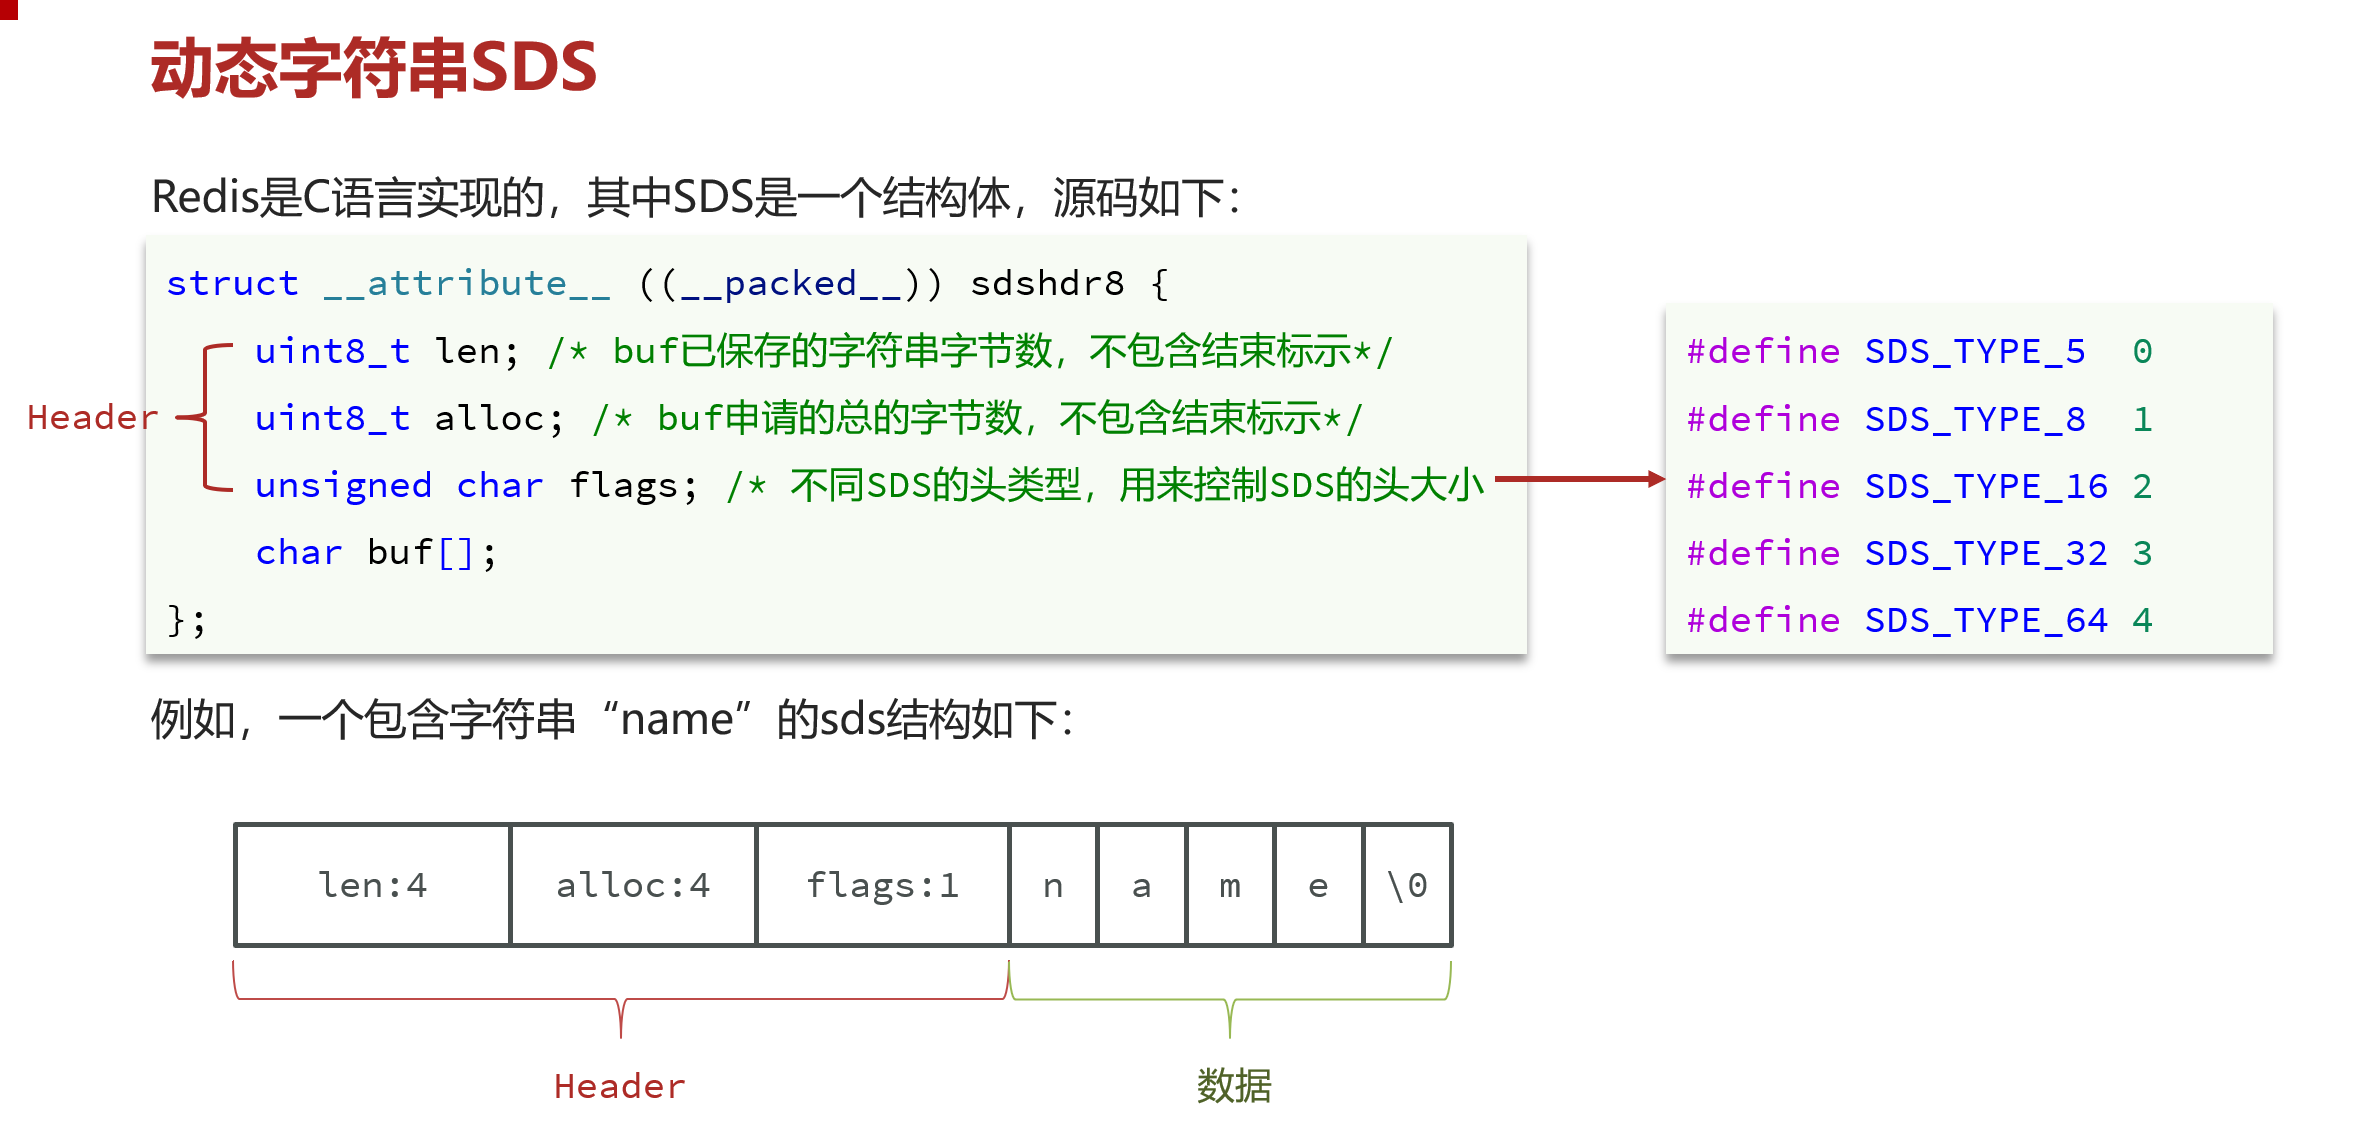 动态字符串SDS
Redis是C语言实现的，其中SDS是一个结构体，源码如下：
struct __attribute__ ((__packed__)) sdshdr8 {
uint8_t len; /* buf已保存的字符串字节数，不包含结束标示*/
Header
uint8_t alloc; /* buf申请的总的字节数，不包含结束标示*/
unsigned char flags; /* 不同SDS的头类型，用来控制SDS的头大小
char buf[];
};
#define SDS_TYPE_5 0
#define SDS_TYPE_8 1
#define SDS_TYPE_16 2
#define SDS_TYPE_32 3
#define SDS_TYPE_64 4
例如，一个包含字符串“name”的sds结构如下：
len:4 alloc:4 flags:1 n a m e \0
Header 数据